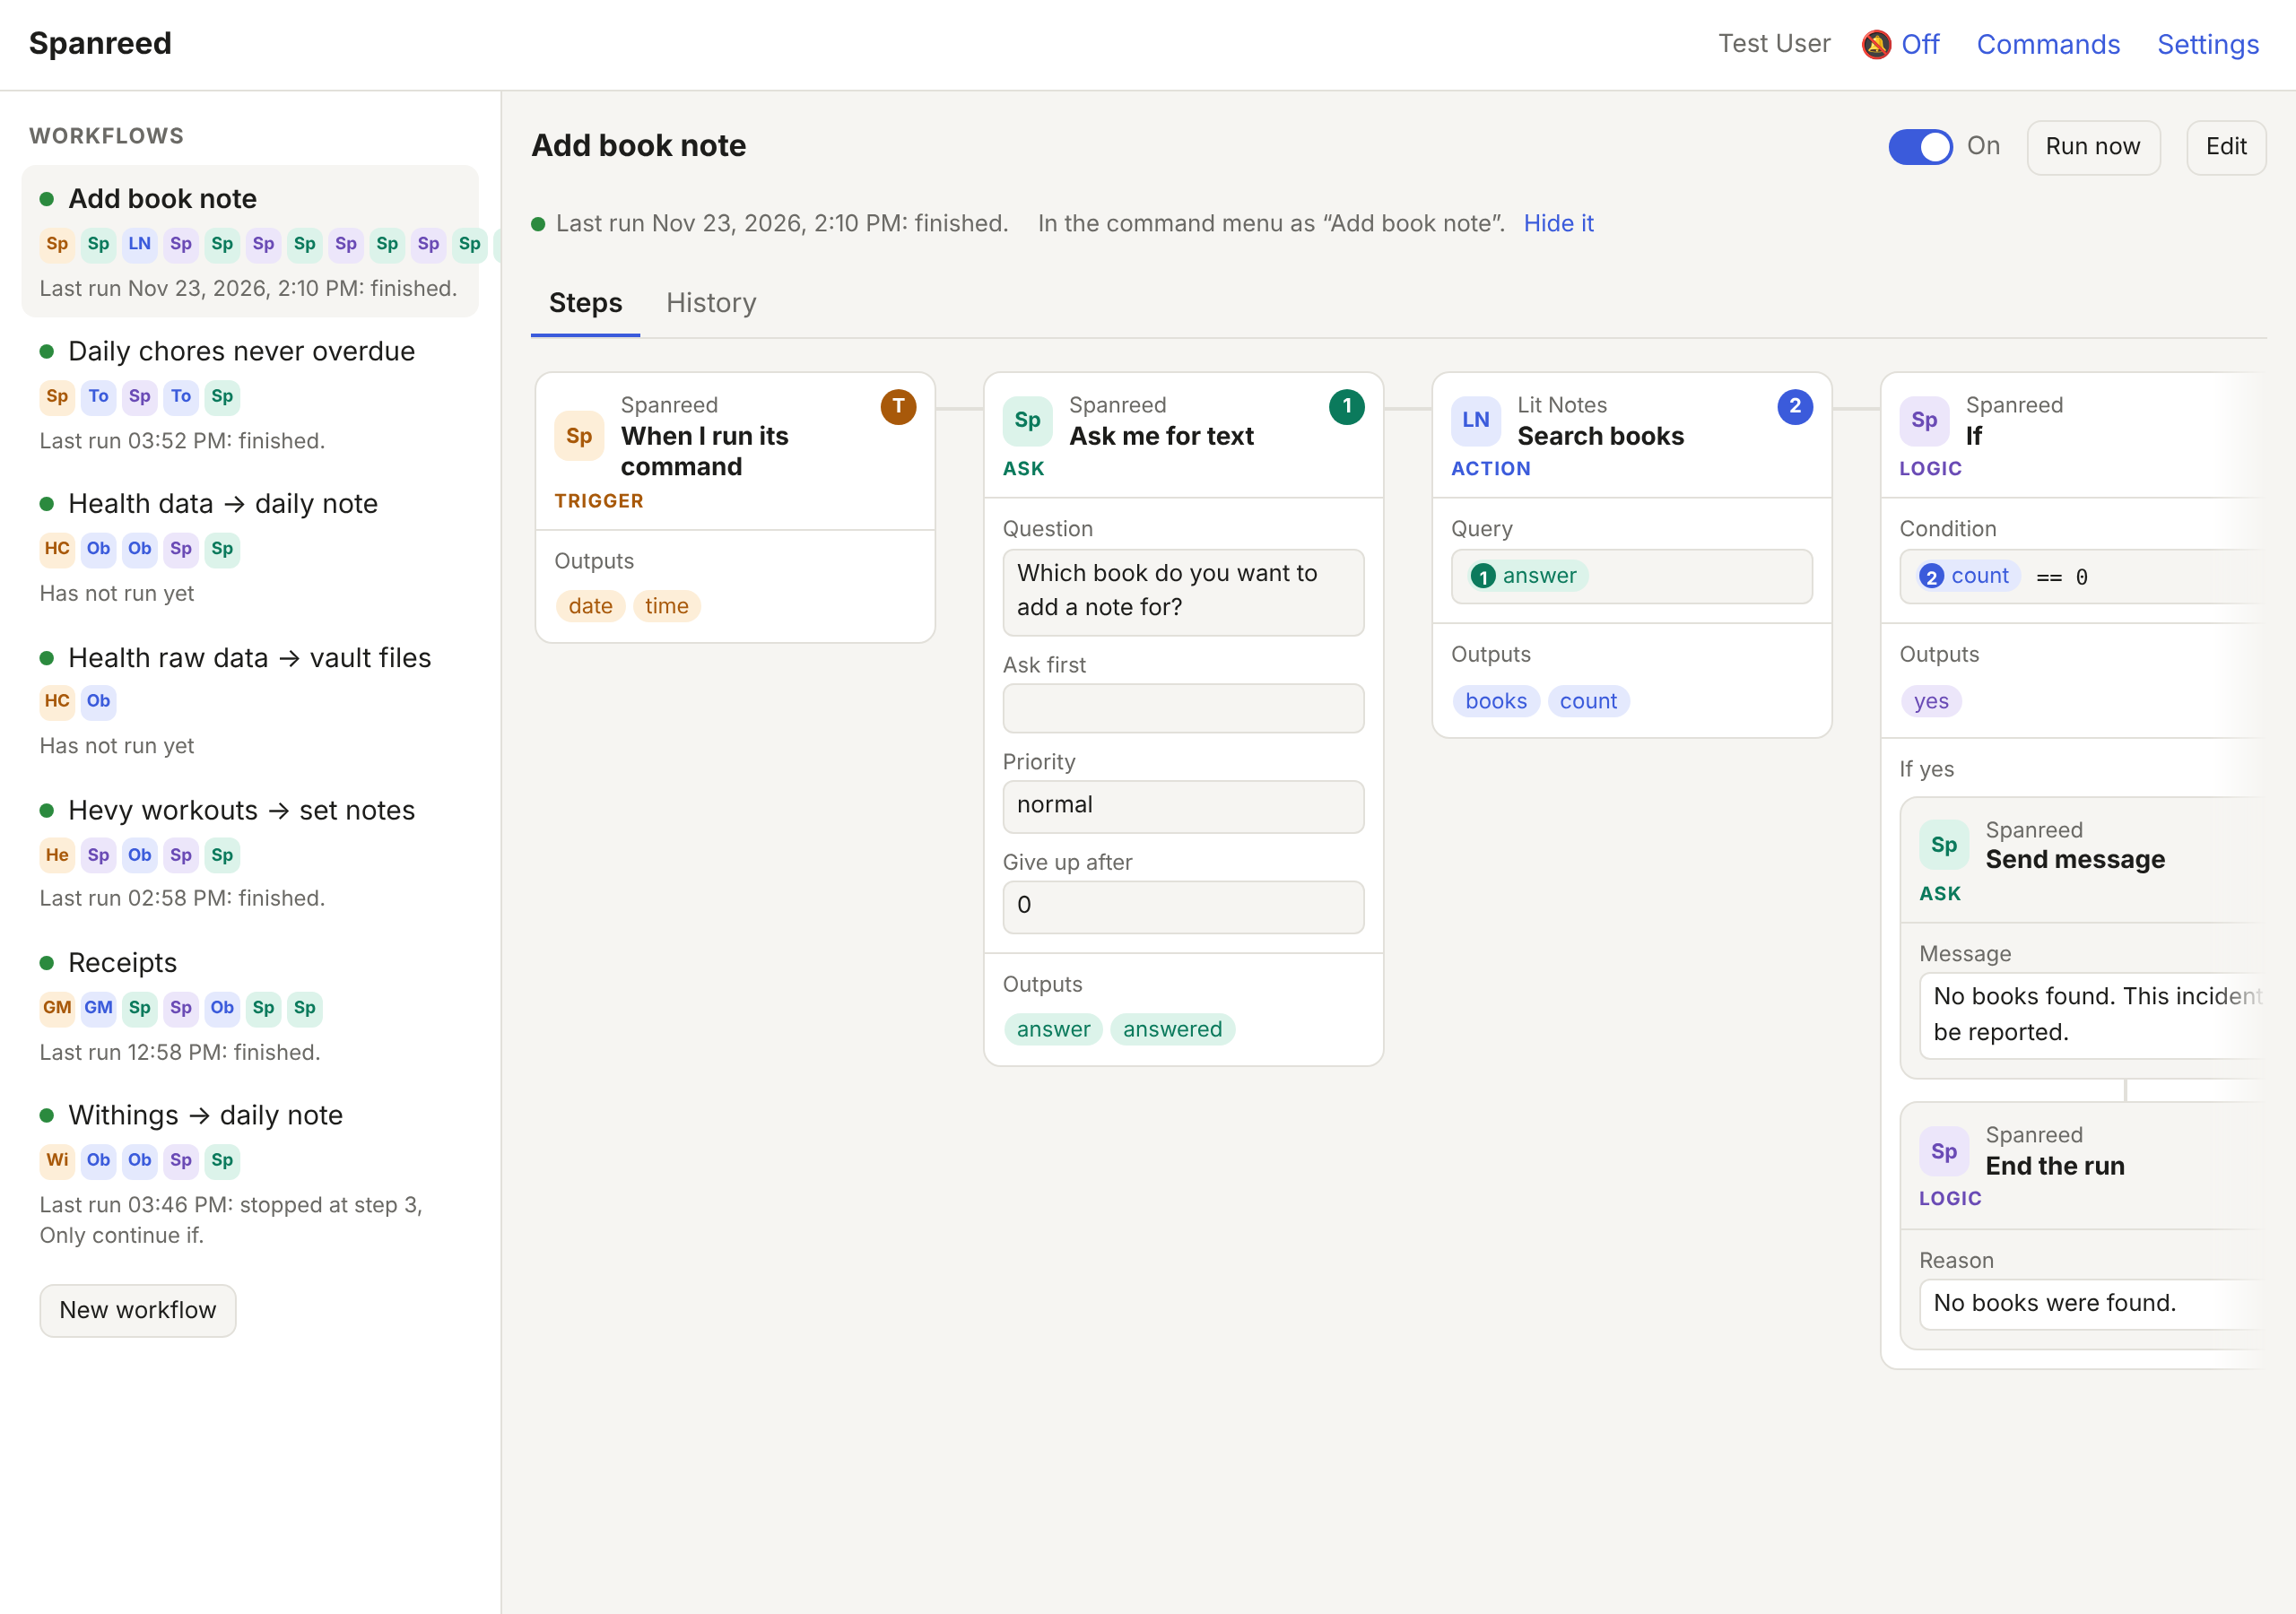 Spanreed
Test User Off Commands Settings
WORKFLOWS
Add book note
Sp Sp LN Sp Sp Sp Sp Sp Sp Sp Sp
Last run Nov 23, 2026, 2:10 PM: finished.
Daily chores never overdue
Sp To Sp To Sp
Last run 03:52 PM: finished.
Health data → daily note
HC Ob Ob Sp Sp
Has not run yet
Health raw data → vault files
HC Ob
Has not run yet
Hevy workouts → set notes
He Sp Ob Sp Sp
Last run 02:58 PM: finished.
Receipts
GM GM Sp Sp Ob Sp Sp
Last run 12:58 PM: finished.
Withings → daily note
Wi Ob Ob Sp Sp
Last run 03:46 PM: stopped at step 3,
Only continue if.
New workflow
Add book note
On Run now Edit
Last run Nov 23, 2026, 2:10 PM: finished. In the command menu as “Add book note”. Hide it
Steps History
Sp
Spanreed
When I run its
command
T
TRIGGER
Outputs
date time
Sp
Spanreed
Ask me for text
1
ASK
Question
Which book do you want to
add a note for?
Ask first
Priority
normal
Give up after
0
Outputs
answer answered
LN
Lit Notes
Search books
2
ACTION
Query
1 answer
Outputs
books count
Sp
Spanreed
If
LOGIC
Condition
2 count == 0
Outputs
yes
If yes
Sp
Spanreed
Send message
ASK
Message
No books found. This incident
be reported.
Sp
Spanreed
End the run
LOGIC
Reason
No books were found.